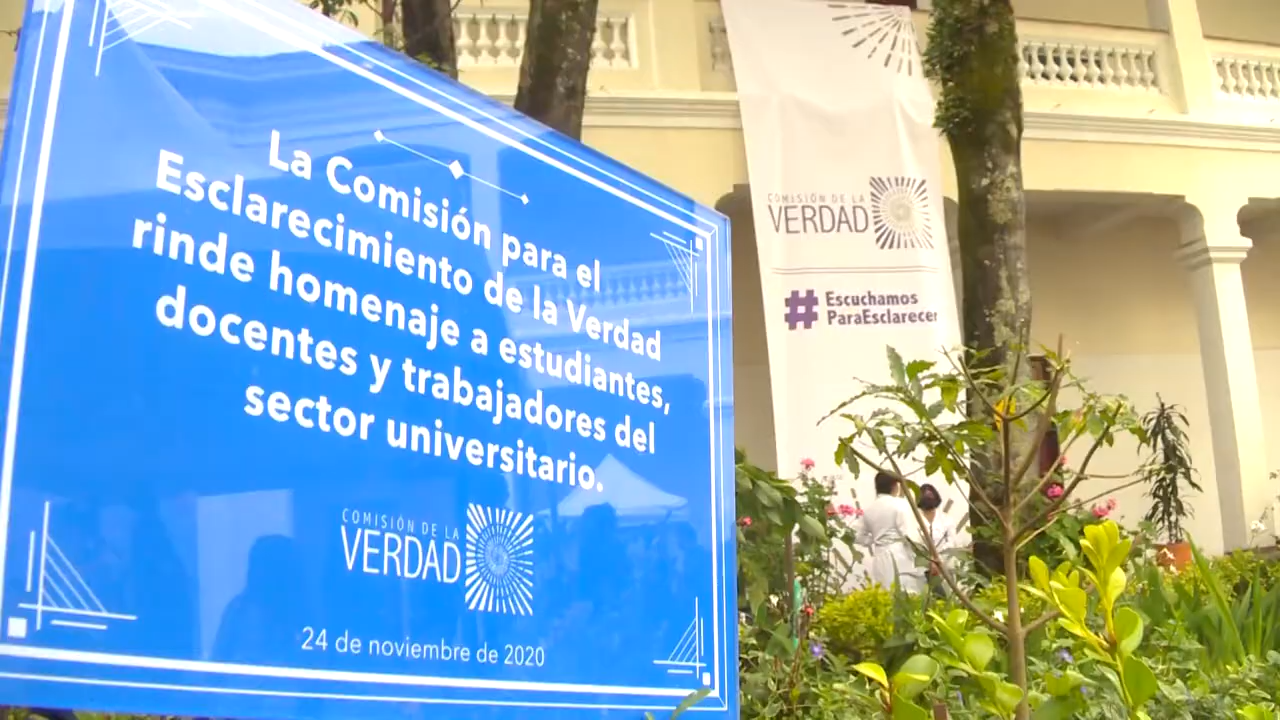 La Comisión para el
Esclarecimiento de la Verdad
rinde homenaje a estudiantes,
docentes y trabajadores del
sector universitario.
COMISIÓN DE LA
VERDAD
24 de noviembre de 2020
COMISIÓN DE LA
VERDAD
#Escuchamos
ParaEsclarecer